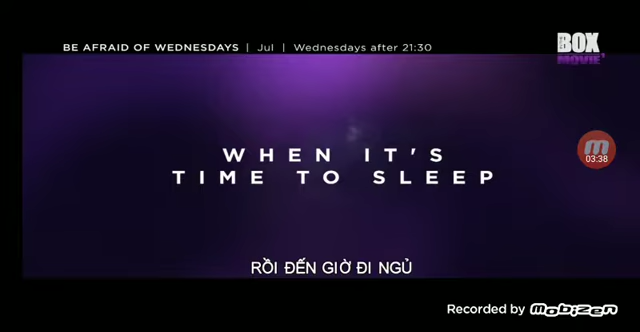 BE AFRAID OF WEDNESDAYS | Jul | Wednesdays after 21:30
BOX
MOVIE
03:38
WHEN IT'S
TIME TO SLEEP
RỒI ĐẾN GIỜ ĐI NGỦ
Recorded by mobizen